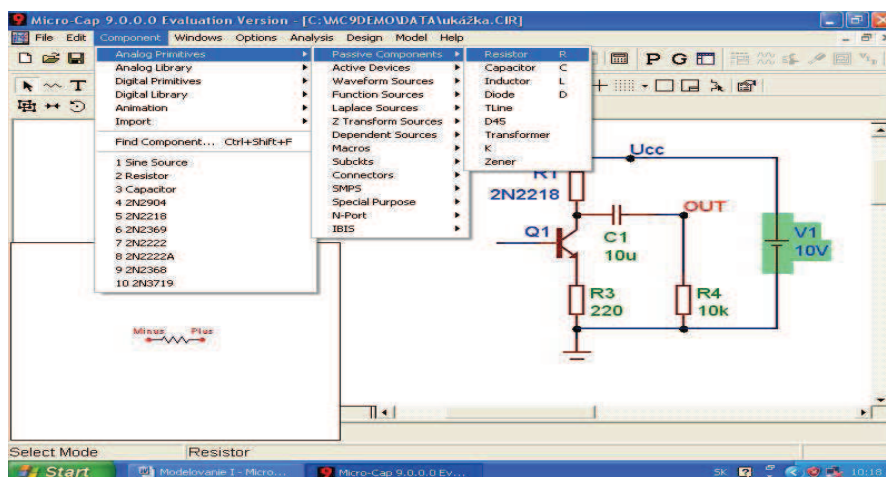 Micro-Cap 9.0.0.0 Evaluation Version - [C:\MC9DEMO\DATA\ukážka.CIR]
File Edit Component Windows Options Analysis Design Model Help
Analog Primitives
Analog Library
Digital Primitives
Digital Library
Animation
Import
Find Component... Ctrl+Shift+F
1 Sine Source
2 Resistor
3 Capacitor
4 2N2904
5 2N2218
6 2N2369
7 2N2222
8 2N2222A
9 2N2368
10 2N3719
Passive Components
Active Devices
Waveform Sources
Function Sources
Laplace Sources
Z Transform Sources
Dependent Sources
Macros
Subckts
Connectors
SMPS
Special Purpose
N-Port
IBIS
Resistor R
Capacitor C
Inductor L
Diode D
TLine
D45
Transformer
K
Zener
T
P G
Ucc
R1
2N2218
OUT
Q1
C1
10u
V1
10V
R3
220
R4
10k
Minus Plus
Select Mode Resistor
Start Modelovanie I - Micro... Micro-Cap 9.0.0.0 Ev... SK 10:18